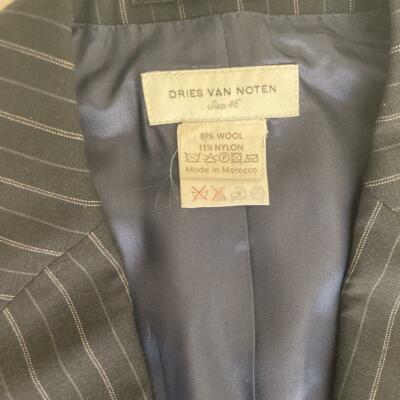 DRIES VAN NOTEN
Size 46
89% WOOL
11% NYLON
Made in Morocco